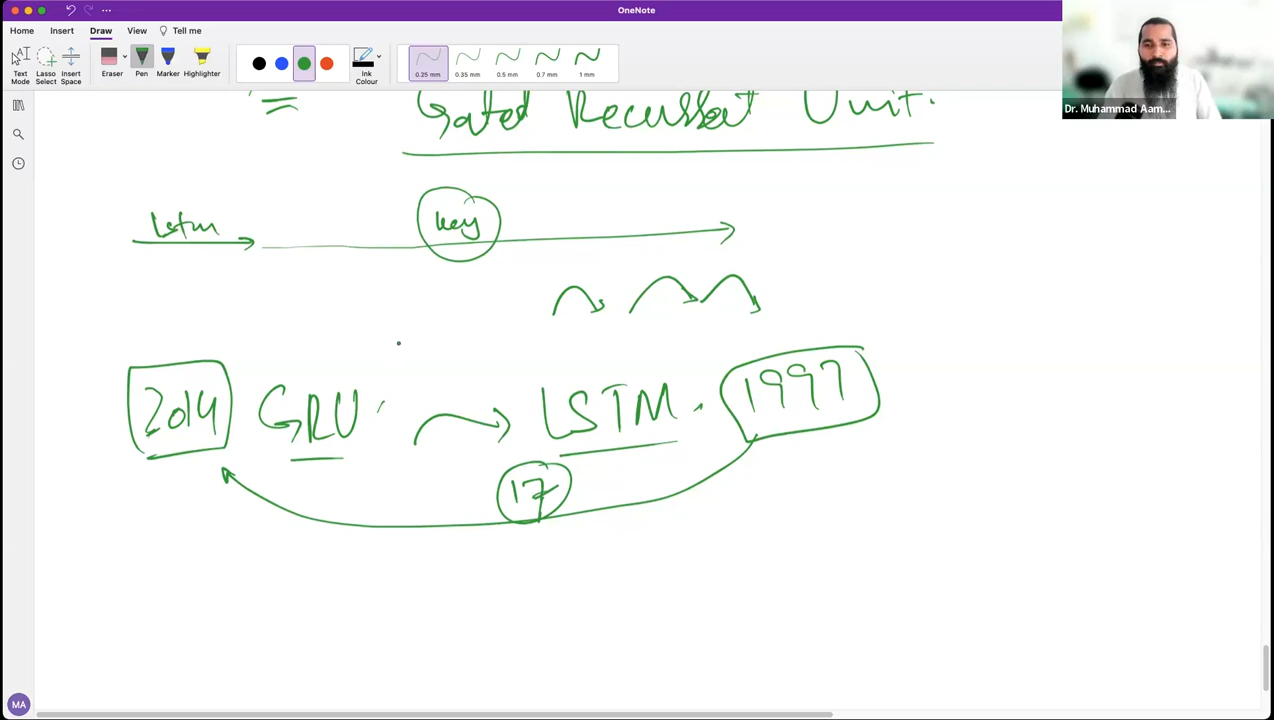 OneNote
Home Insert Draw View Tell me
Text Mode Lasso Select Insert Space Eraser Pen Marker Highlighter Ink Colour 0.25 mm 0.35 mm 0.5 mm 0.7 mm 1 mm
Dr. Muhammad Aam...
= Gated Recurrent Unit.
lstm key
2014 GRU LSTM 1997
17
MA